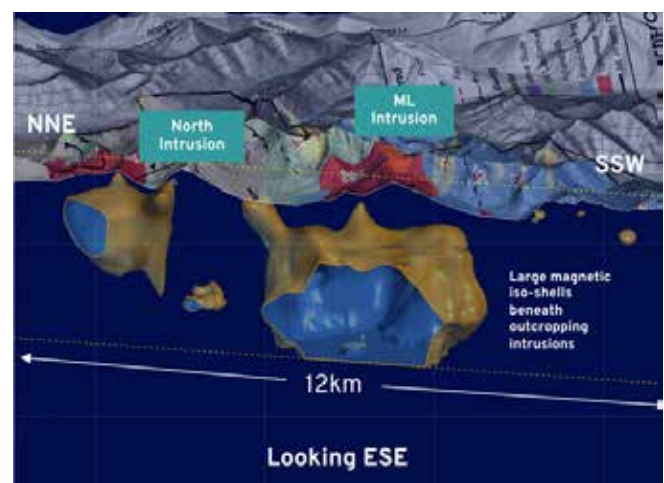 NNE
North
Intrusion
ML
Intrusion
SSW
Large magnetic
iso-shells
beneath
outcropping
intrusions
12km
Looking ESE